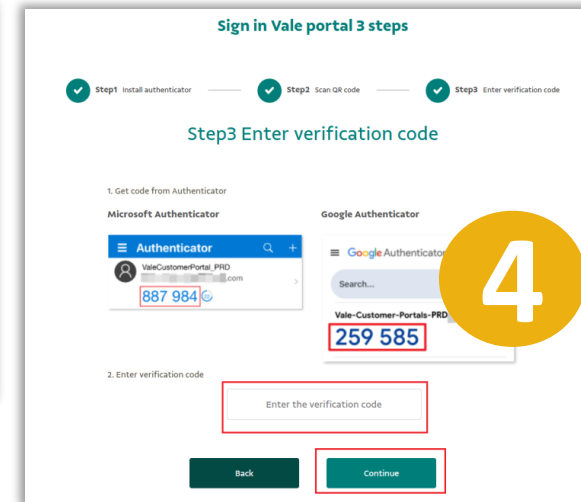 Sign in Vale portal 3 steps
Step1 Install authenticator Step2 Scan QR code Step3 Enter verification code
Step3 Enter verification code
1. Get code from Authenticator
Microsoft Authenticator Google Authenticator
Authenticator
ValeCustomerPortal_PRD
.com
887 984 22
Google Authenticator
Search...
Vale-Customer-Portals-PRD
259 585
4
2. Enter verification code
Enter the verification code
Back Continue